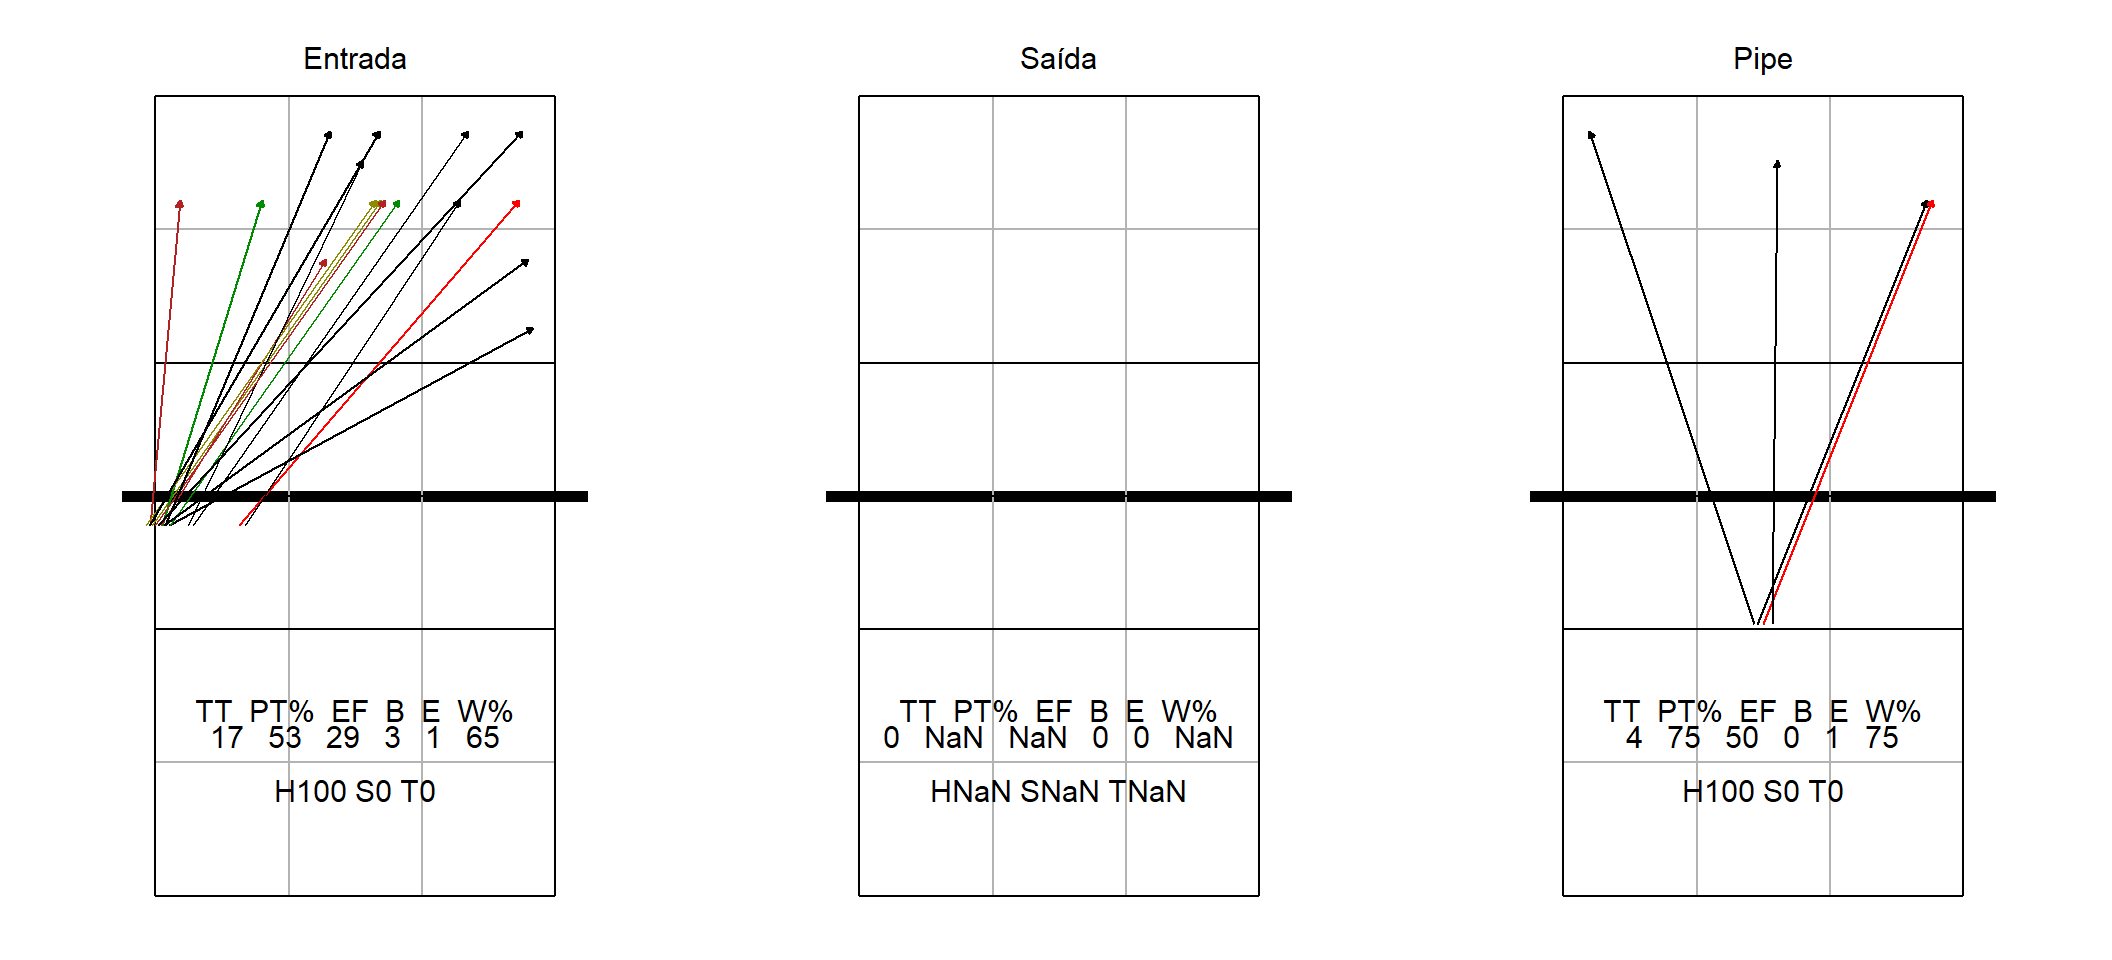 Entrada
TT PT% EF B E W%
17 53 29 3 1 65
H100 S0 T0
Saída
TT PT% EF B E W%
0 NaN NaN 0 0 NaN
HNaN SNaN TNaN
Pipe
TT PT% EF B E W%
4 75 50 0 1 75
H100 S0 T0